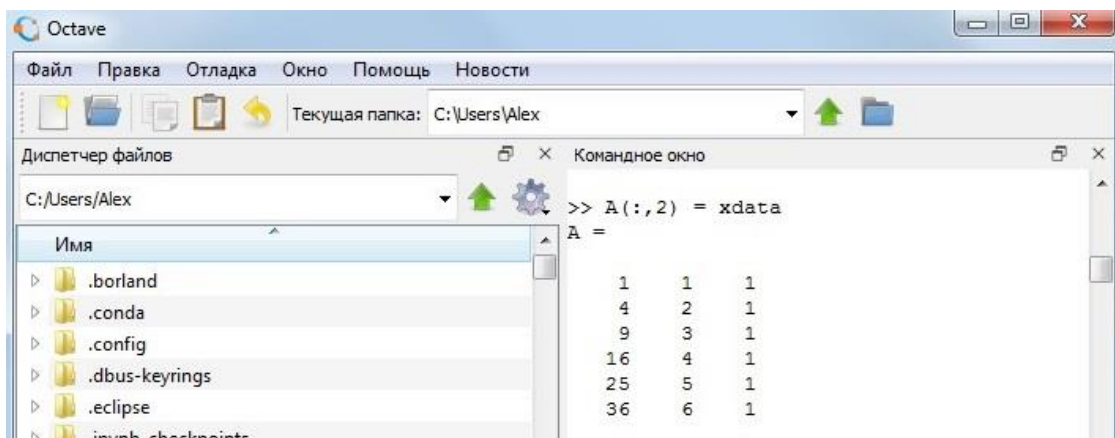 Octave
Файл Правка Отладка Окно Помощь Новости
Текущая папка: C:\Users\Alex
Диспетчер файлов
C:/Users/Alex
Имя
.borland
.conda
.config
.dbus-keyrings
.eclipse
.ipynb_checkpoints
Командное окно
>> A(:,2) = xdata
A =
1 1 1
4 2 1
9 3 1
16 4 1
25 5 1
36 6 1